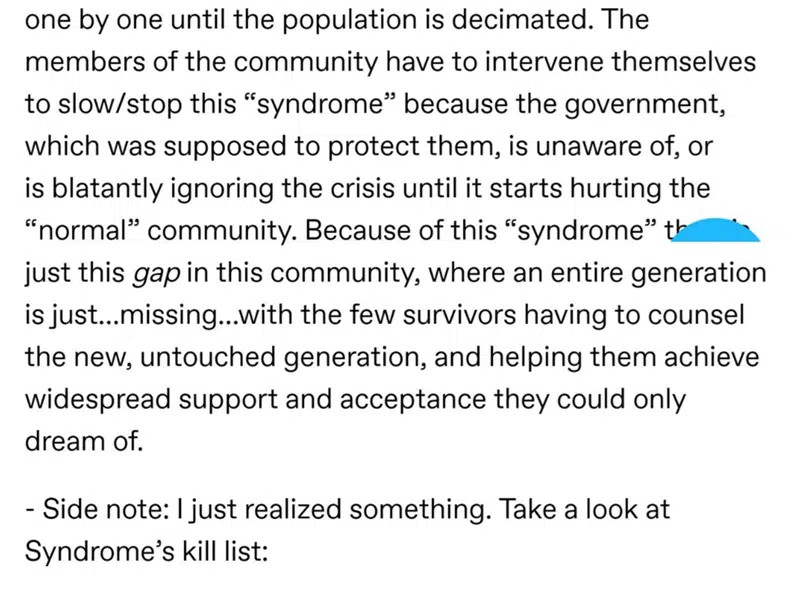 one by one until the population is decimated. The
members of the community have to intervene themselves
to slow/stop this “syndrome” because the government,
which was supposed to protect them, is unaware of, or
is blatantly ignoring the crisis until it starts hurting the
“normal” community. Because of this “syndrome”
just this gap in this community, where an entire generation
is just...missing...with the few survivors having to counsel
the new, untouched generation, and helping them achieve
widespread support and acceptance they could only
dream of.
- Side note: I just realized something. Take a look at
Syndrome’s kill list: